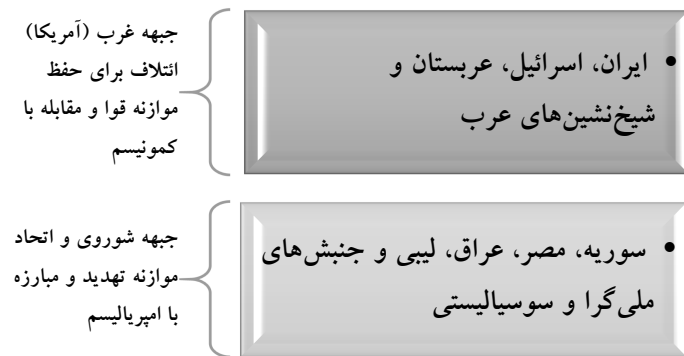 • ایران، اسرائیل، عربستان و
شیخ‌نشین‌های عرب
جبهه غرب (آمریکا)
ائتلاف برای حفظ
موازنه قوا و مقابله با
کمونیسم
• سوریه، مصر، عراق، لیبی و جنبش‌های
ملی‌گرا و سوسیالیستی
جبهه شوروی و اتحاد
موازنه تهدید و مبارزه
با امپریالیسم